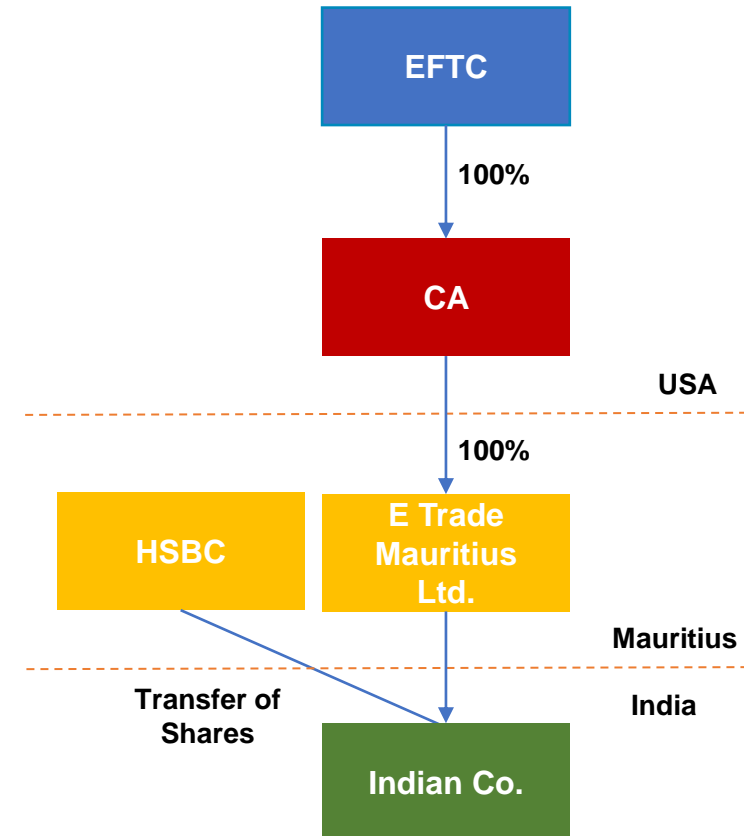 EFTC
100%
CA
USA
100%
HSBC
E Trade
Mauritius
Ltd.
Mauritius
Transfer of
Shares
India
Indian Co.